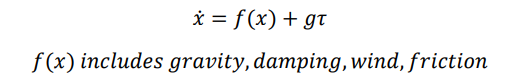 ẋ = f(x) + gτ
f(x) includes gravity, damping, wind, friction